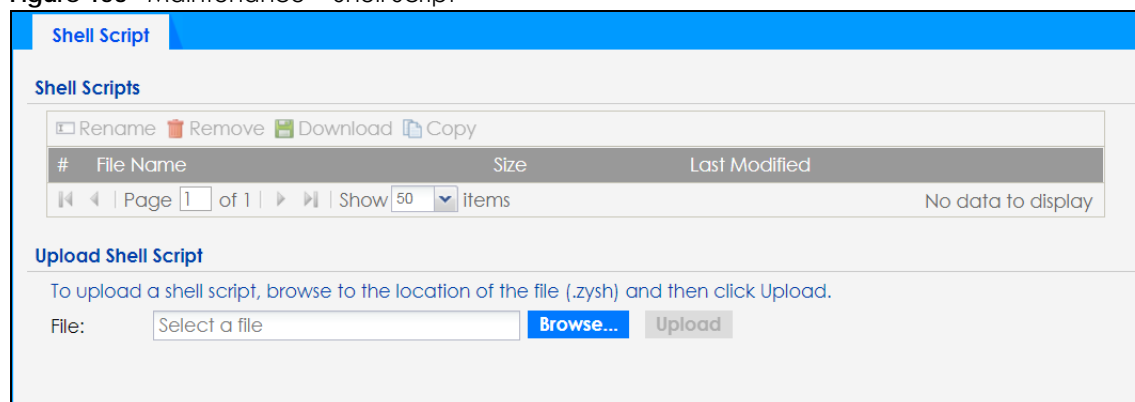 Shell Script
Shell Scripts
Rename Remove Download Copy
# File Name Size Last Modified
Page 1 of 1 Show 50 items No data to display
Upload Shell Script
To upload a shell script, browse to the location of the file (.zysh) and then click Upload.
File: Select a file Browse... Upload